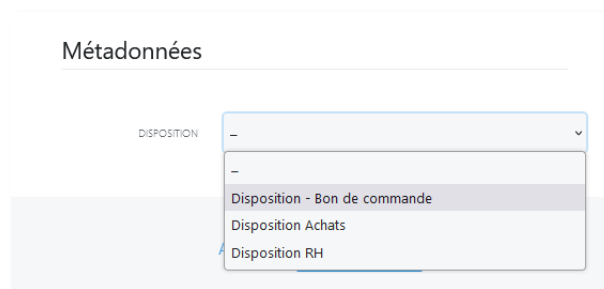 Métadonnées
DISPOSITION
–
–
Disposition - Bon de commande
Disposition Achats
Disposition RH